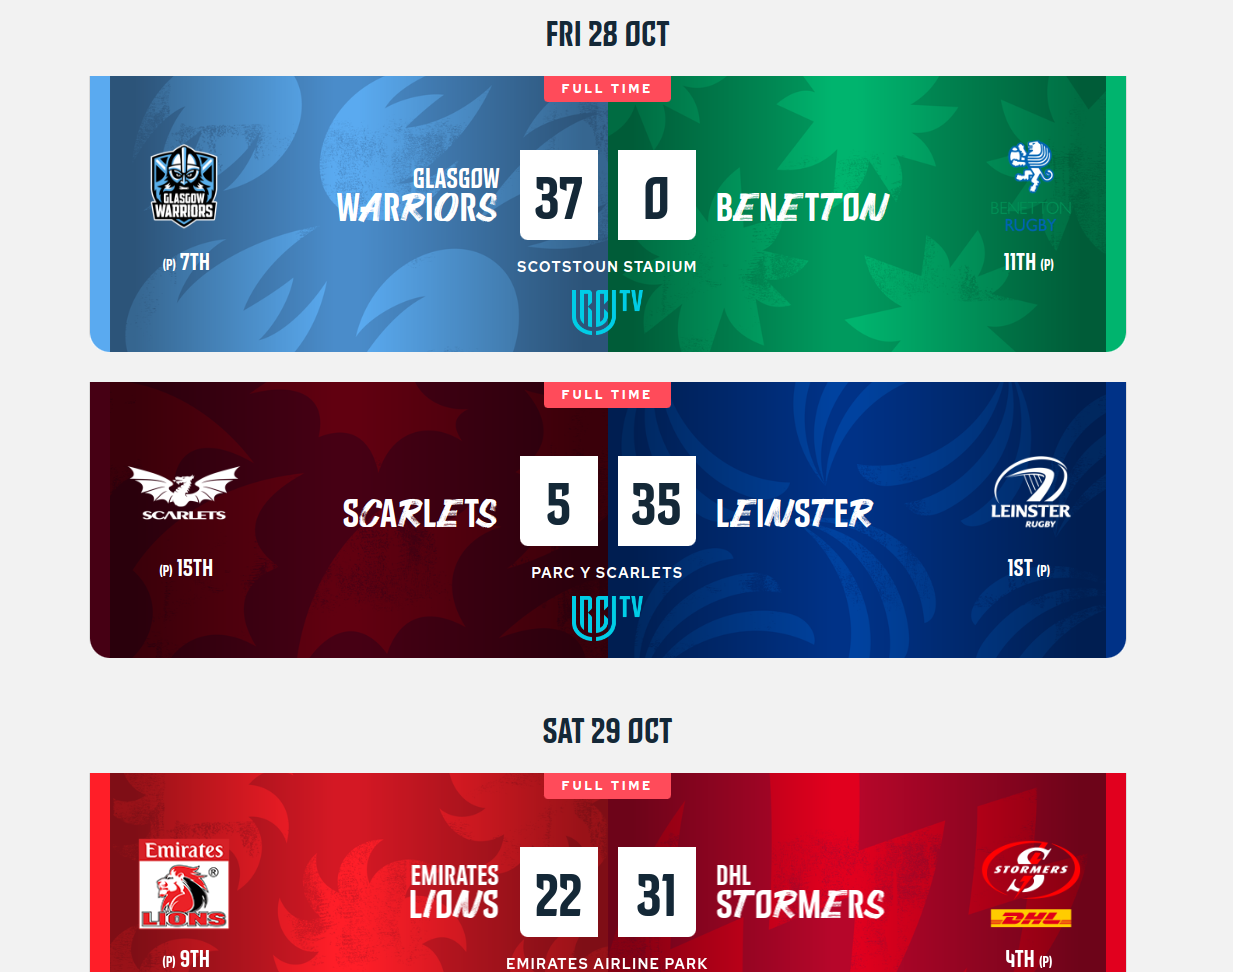 FRI 28 OCT
FULL TIME
GLASGOW
WARRIORS
37
0
BENETTON
GLASGOW
WARRIORS
BENETTON
RUGBY
(P) 7TH
11TH (P)
SCOTSTOUN STADIUM
URC TV
FULL TIME
SCARLETS
5
35
LEINSTER
SCARLETS
LEINSTER
RUGBY
(P) 15TH
1ST (P)
PARC Y SCARLETS
URC TV
SAT 29 OCT
FULL TIME
Emirates
LIONS
®
EMIRATES
LIONS
22
31
DHL
STORMERS
STORMERS
DHL
(P) 9TH
4TH (P)
EMIRATES AIRLINE PARK